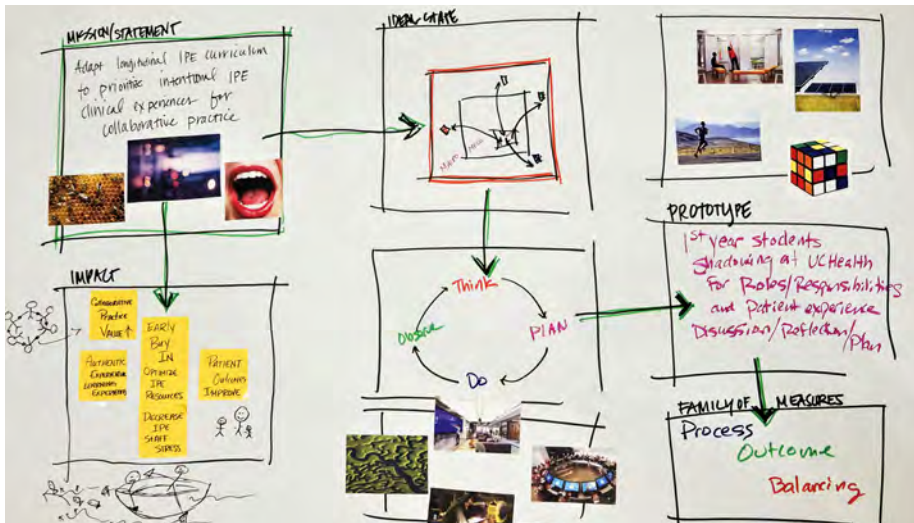 MISSION/STATEMENT
Adapt longitudinal IPE curriculum
to prioritize intentional IPE
clinical experiences for
collaborative practice
IDEAL STATE
IMPACT
Collaborative
Practice
VALUE ↑
AUTHENTIC
EXPERIENCE
LEARNING
EARLY
BUY
IN
OPTIMIZE
IPE
RESOURCES
DECREASE
IPE
STAFF
STRESS
PATIENT
OUTCOMES
IMPROVE
Think
PLAN
Do
Observe
PROTOTYPE
1st year students
shadowing at UCHealth
for Roles/Responsibilities
and Patient experience
Discussion/Reflection/Plan
FAMILY OF MEASURES
Process
Outcome
Balancing